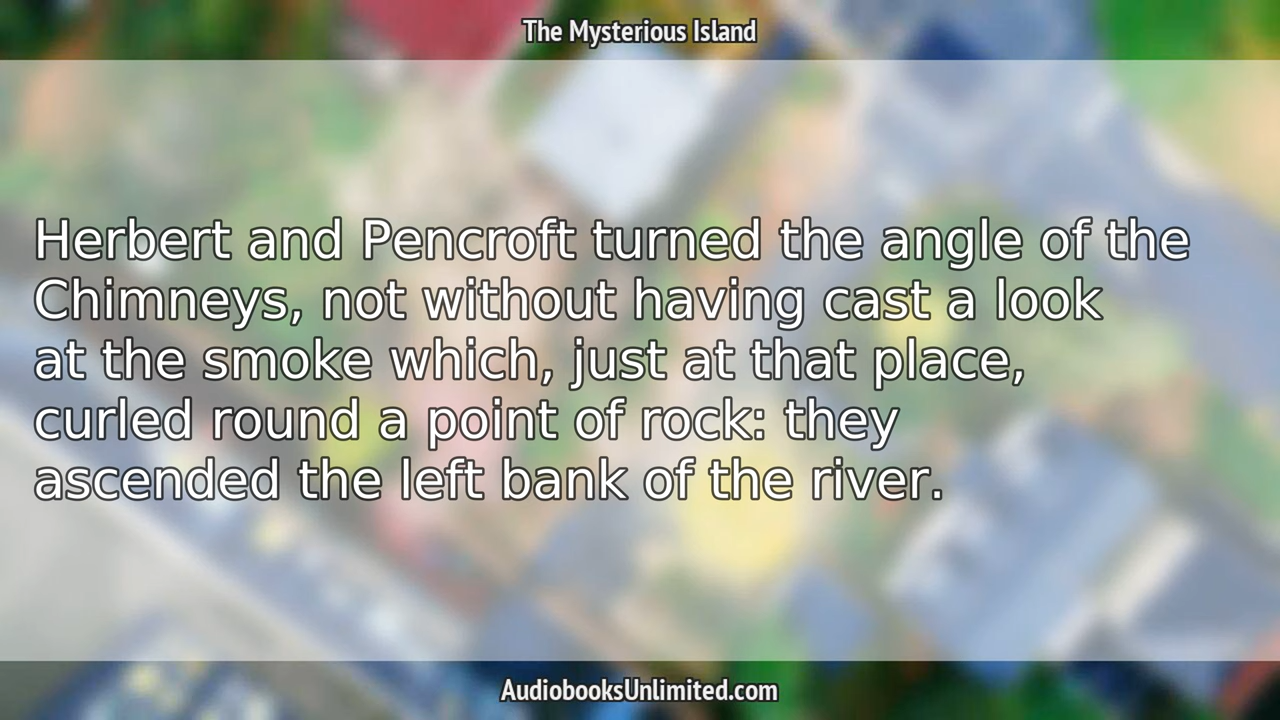 The Mysterious Island
Herbert and Pencroft turned the angle of the
Chimneys, not without having cast a look
at the smoke which, just at that place,
curled round a point of rock: they
ascended the left bank of the river.
AudiobooksUnlimited.com